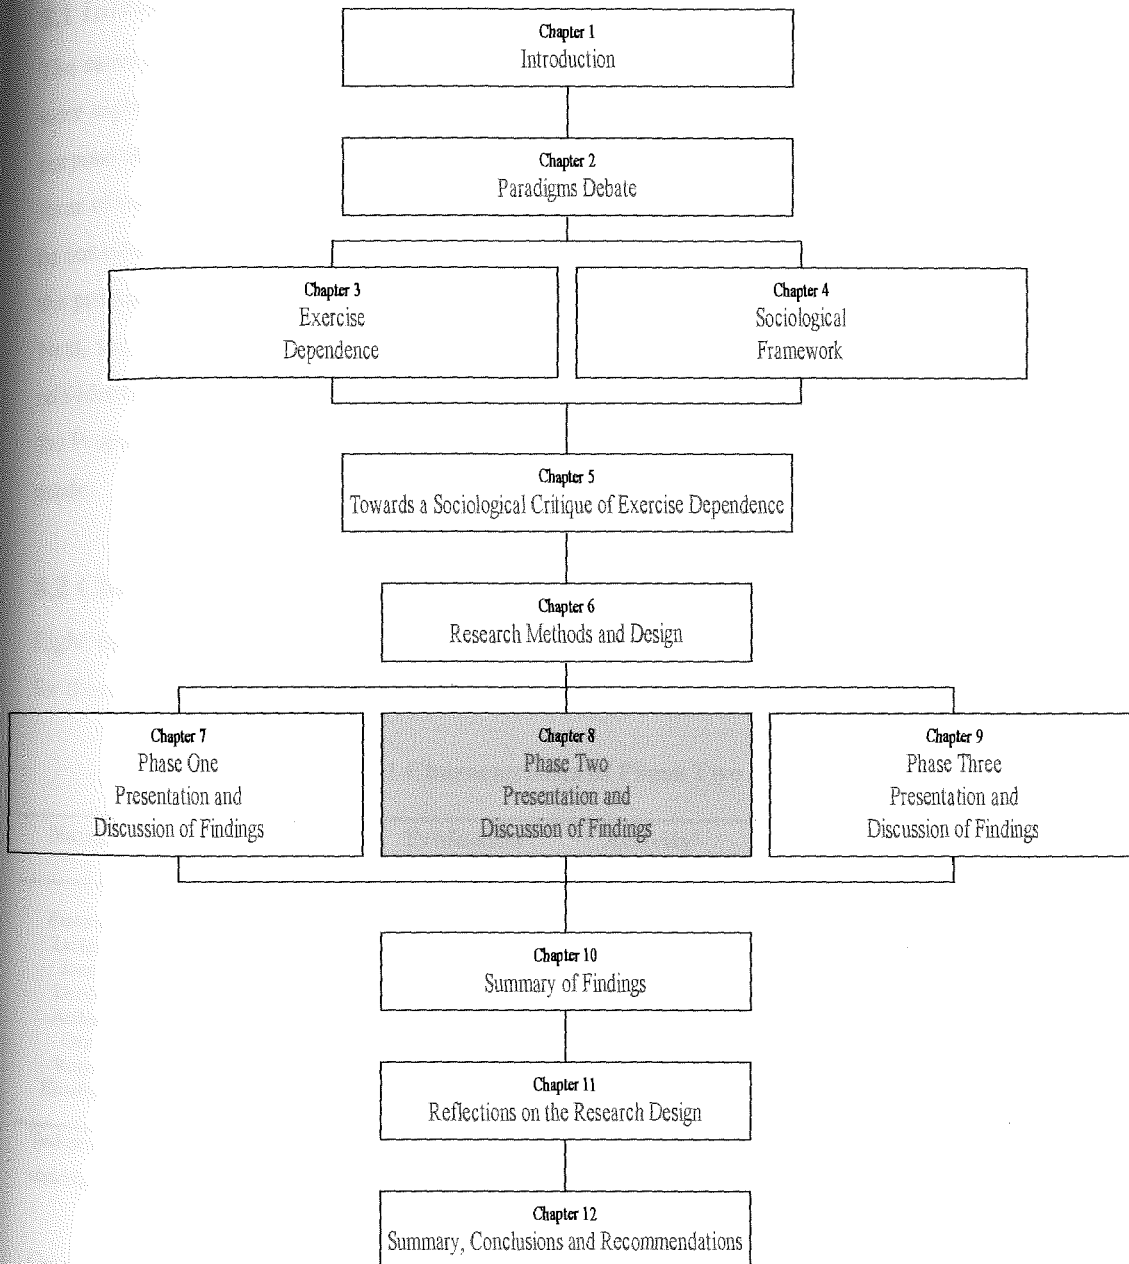 Chapter 1
Introduction
Chapter 2
Paradigms Debate
Chapter 3
Exercise
Dependence
Chapter 4
Sociological
Framework
Chapter 5
Towards a Sociological Critique of Exercise Dependence
Chapter 6
Research Methods and Design
Chapter 7
Phase One
Presentation and
Discussion of Findings
Chapter 8
Phase Two
Presentation and
Discussion of Findings
Chapter 9
Phase Three
Presentation and
Discussion of Findings
Chapter 10
Summary of Findings
Chapter 11
Reflections on the Research Design
Chapter 12
Summary, Conclusions and Recommendations